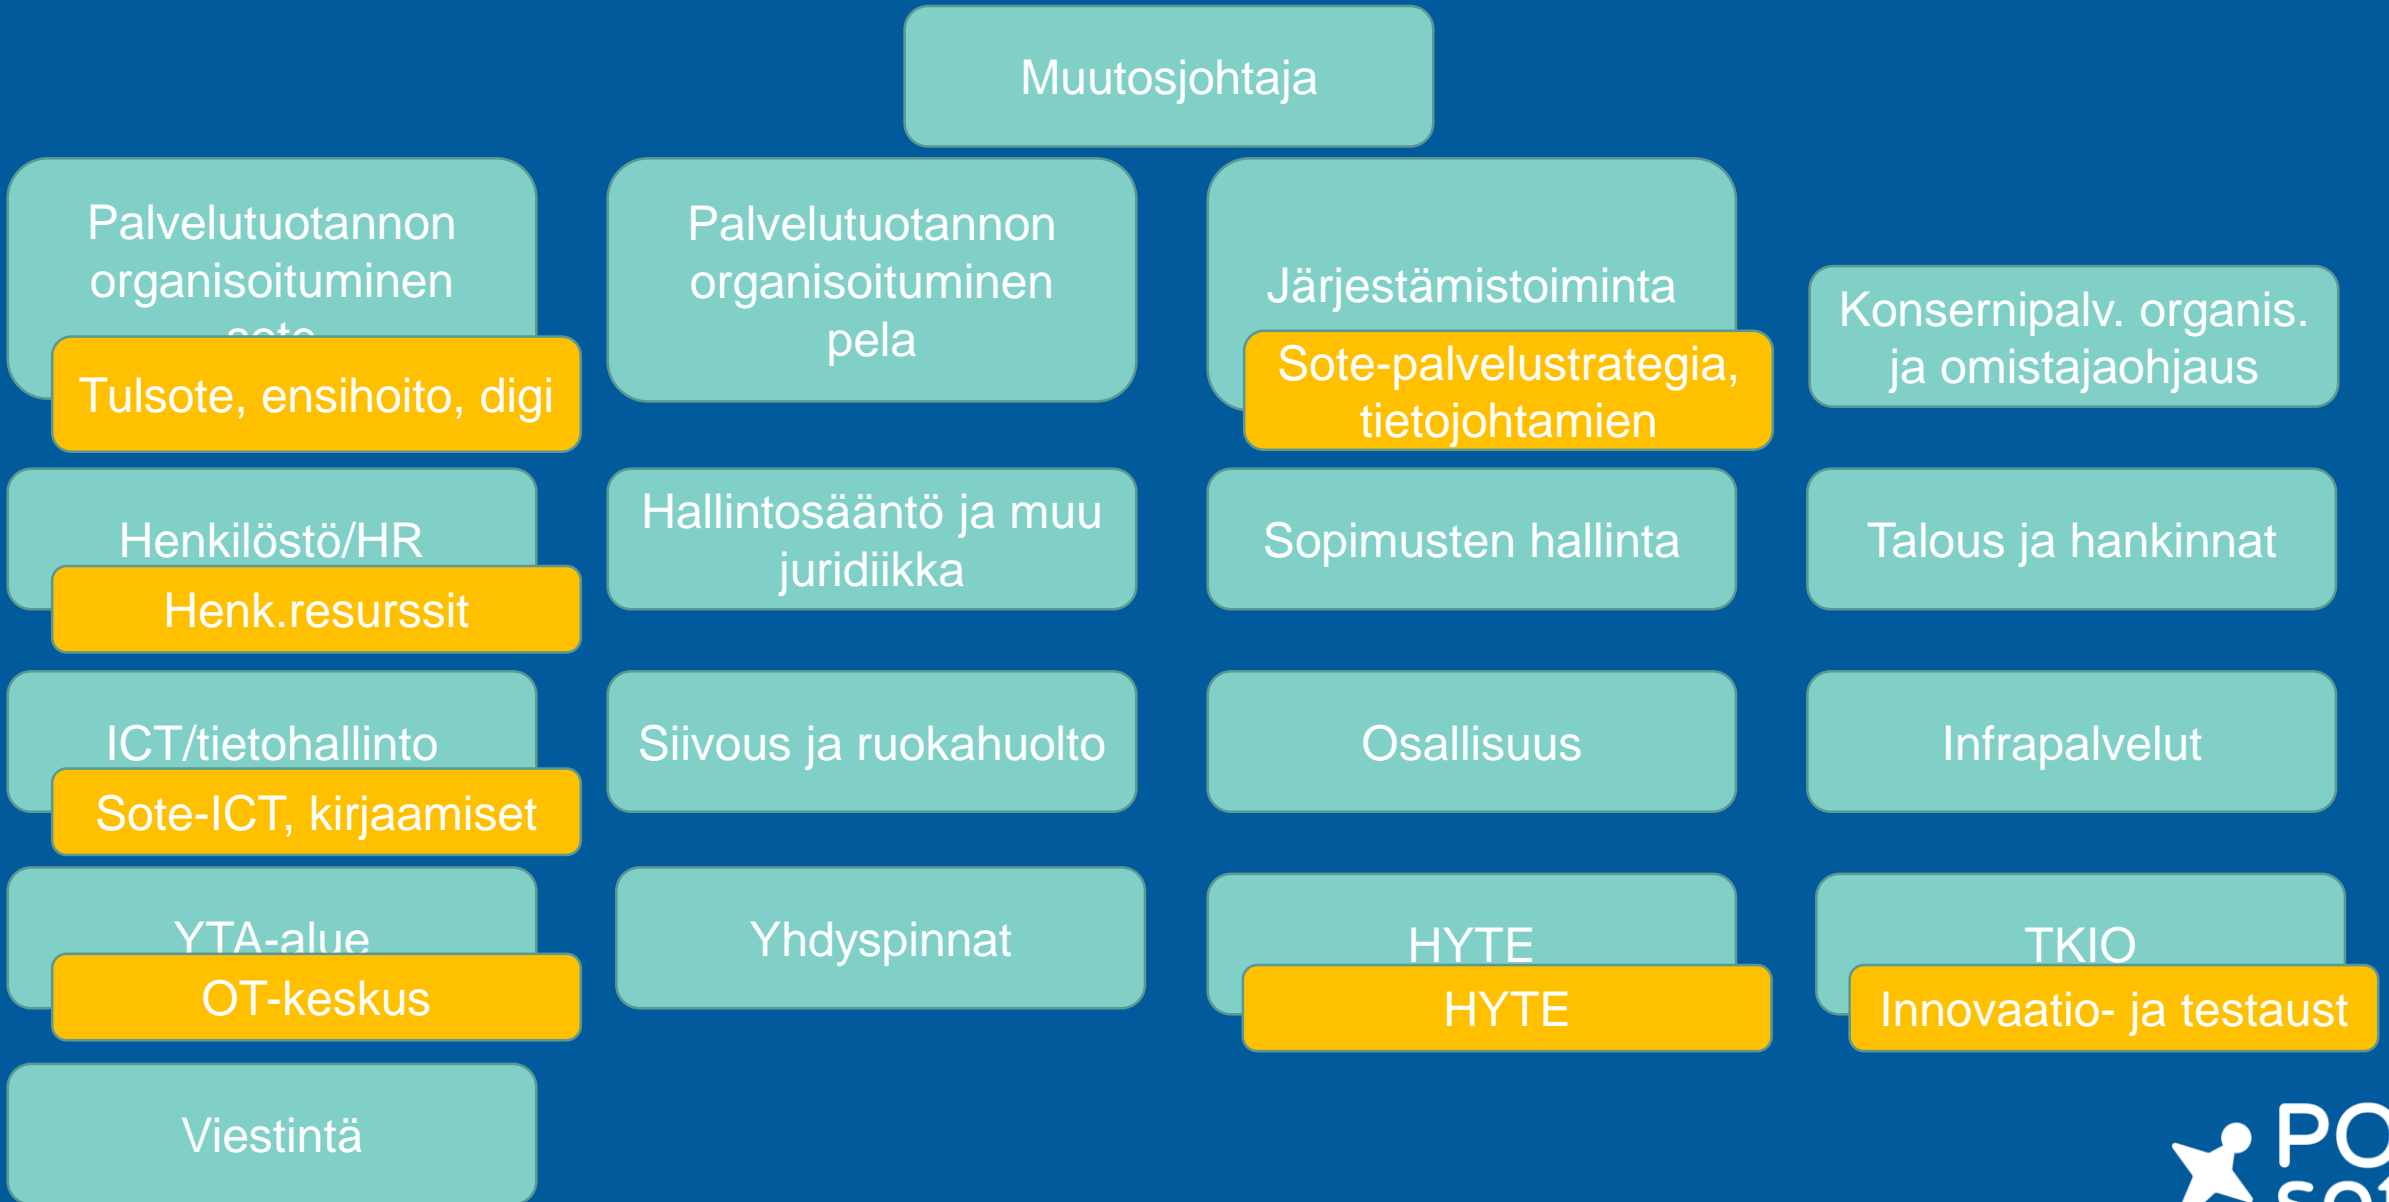 Muutosjohtaja
Palvelutuotannon
organisoituminen
sote
Tulsote, ensihoito, digi
Palvelutuotannon
organisoituminen
pela
Järjestämistoiminta
Sote-palvelustrategia,
tietojohtamien
Konsernipalv. organis.
ja omistajaohjaus
Henkilöstö/HR
Henk.resurssit
Hallintosääntö ja muu
juridiikka
Sopimusten hallinta
Talous ja hankinnat
ICT/tietohallinto
Sote-ICT, kirjaamiset
Siivous ja ruokahuolto
Osallisuus
Infrapalvelut
YTA-alue
OT-keskus
Yhdyspinnat
HYTE
HYTE
TKIO
Innovaatio- ja testaust
Viestintä